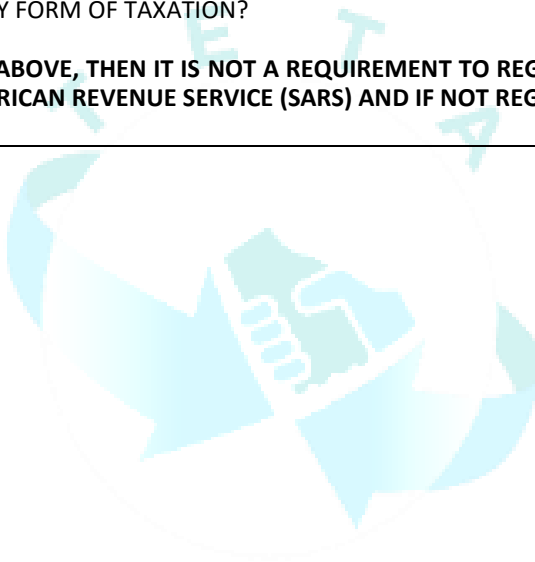 Y FORM OF TAXATION?
ABOVE, THEN IT IS NOT A REQUIREMENT TO REG
RICAN REVENUE SERVICE (SARS) AND IF NOT REG
T E T A